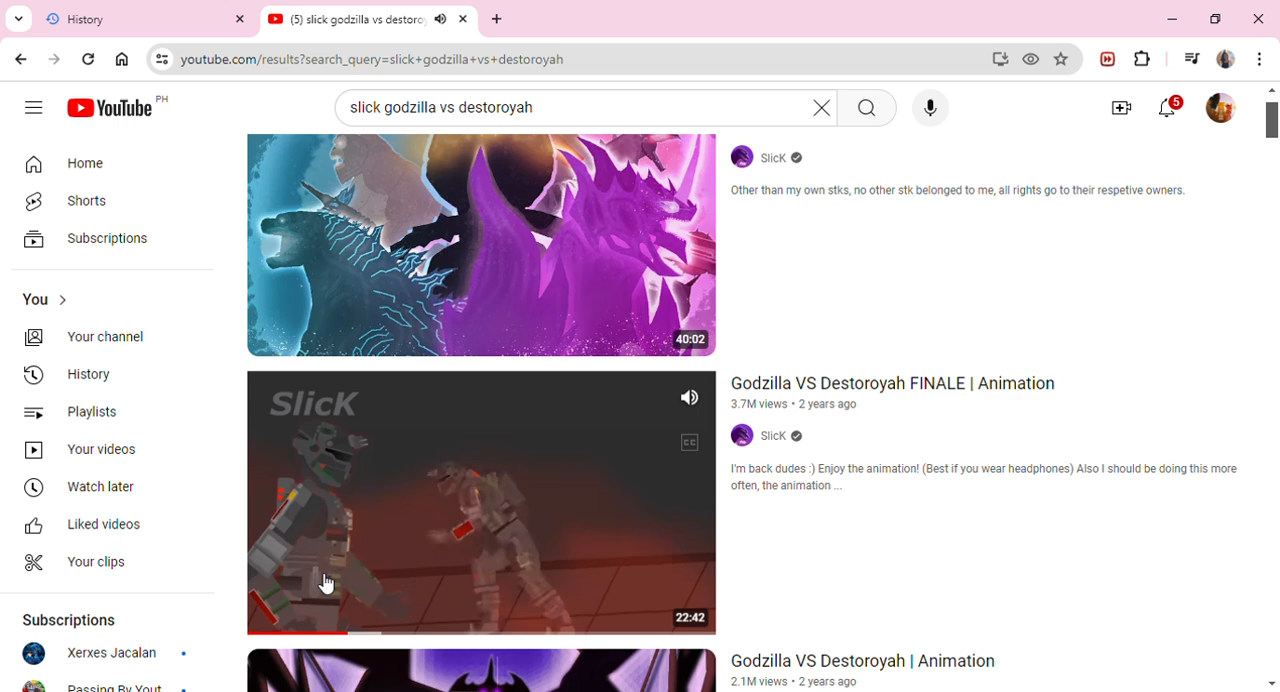 History
(5) slick godzilla vs destoroy
youtube.com/results?search_query=slick+godzilla+vs+destoroyah
YouTube PH
slick godzilla vs destoroyah
5
Home
Shorts
Subscriptions
You
Your channel
History
Playlists
Your videos
Watch later
Liked videos
Your clips
Subscriptions
Xerxes Jacalan
Passing By Yout
40:02
SlicK
Other than my own stks, no other stk belonged to me, all rights go to their respetive owners.
SlicK
CC
22:42
Godzilla VS Destoroyah FINALE | Animation
3.7M views • 2 years ago
SlicK
I'm back dudes :) Enjoy the animation! (Best if you wear headphones) Also I should be doing this more
often, the animation ...
Godzilla VS Destoroyah | Animation
2.1M views • 2 years ago